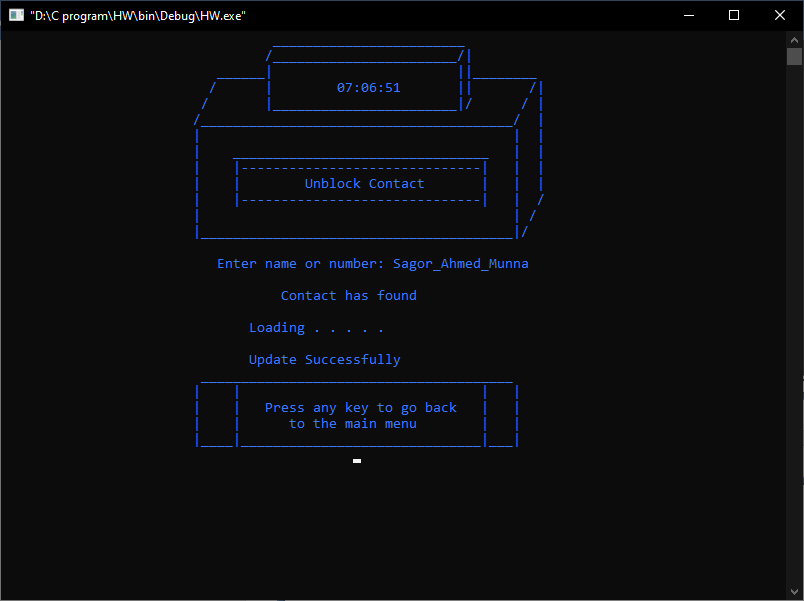 "D:\C program\HW\bin\Debug\HW.exe"
07:06:51
Unblock Contact
Enter name or number: Sagor_Ahmed_Munna
Contact has found
Loading . . . . .
Update Successfully
Press any key to go back
to the main menu